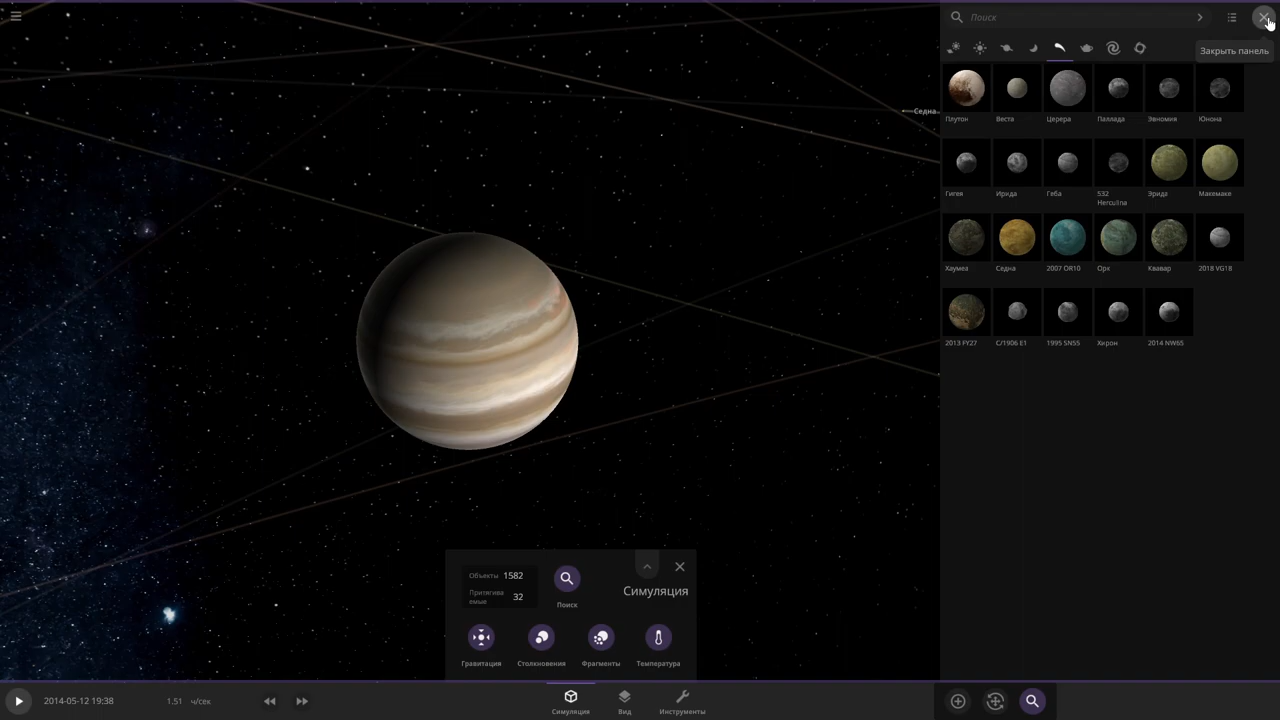 Поиск
Закрыть панель
Седна
Плутон
Веста
Церера
Паллада
Эвномия
Юнона
Гигея
Ирида
Геба
532
Herculina
Эрида
Макемаке
Хаумеа
Седна
2007 OR10
Орк
Квавар
2018 VG18
2013 FY27
C/1906 E1
1995 SN55
Хирон
2014 NW65
Объекты 1582
Притягива
емые 32
Поиск
Симуляция
Гравитация
Столкновения
Фрагменты
Температура
2014-05-12 19:38
1.51 ч/сек
Симуляция
Вид
Инструменты